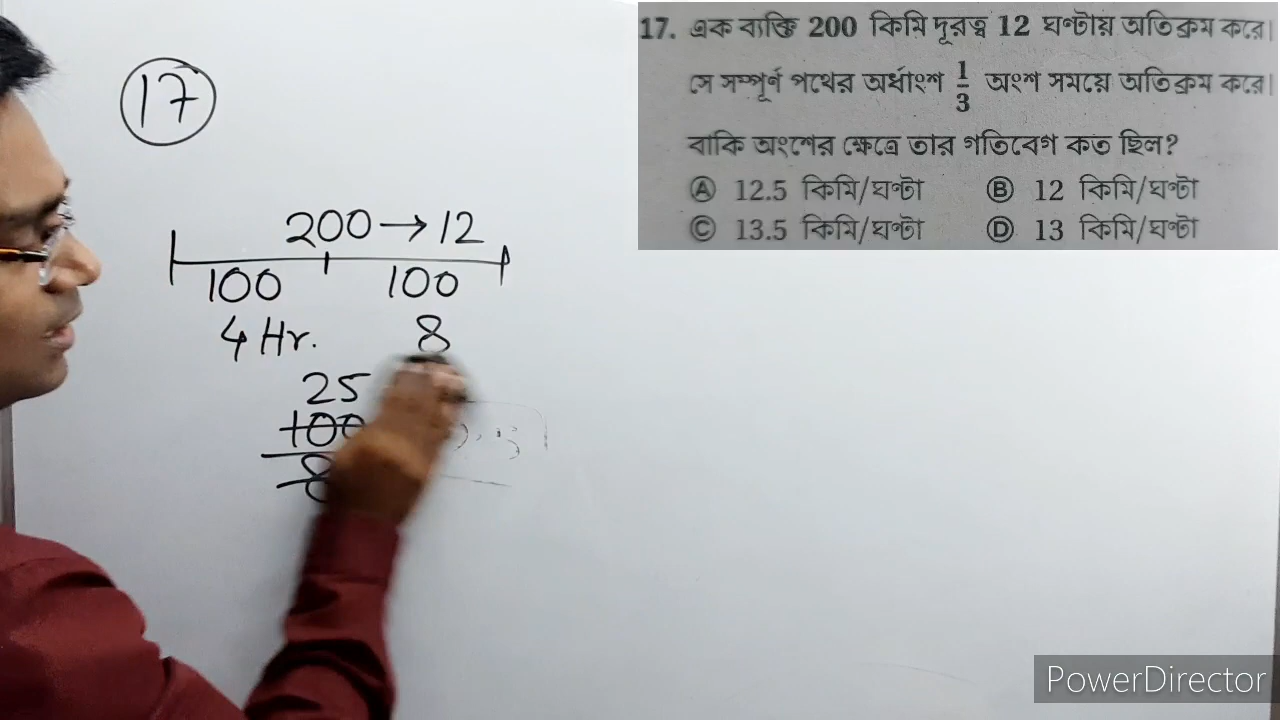 17. এক ব্যক্তি 200 কিমি দূরত্ব 12 ঘণ্টায় অতিক্রম করে।
সে সম্পূর্ণ পথের অর্ধাংশ 1/3 অংশ সময়ে অতিক্রম করে।
বাকি অংশের ক্ষেত্রে তার গতিবেগ কত ছিল?
Ⓐ 12.5 কিমি/ঘণ্টা Ⓑ 12 কিমি/ঘণ্টা
Ⓒ 13.5 কিমি/ঘণ্টা Ⓓ 13 কিমি/ঘণ্টা
17
200→12
100 100
4 Hr. 8
25
100
8
PowerDirector